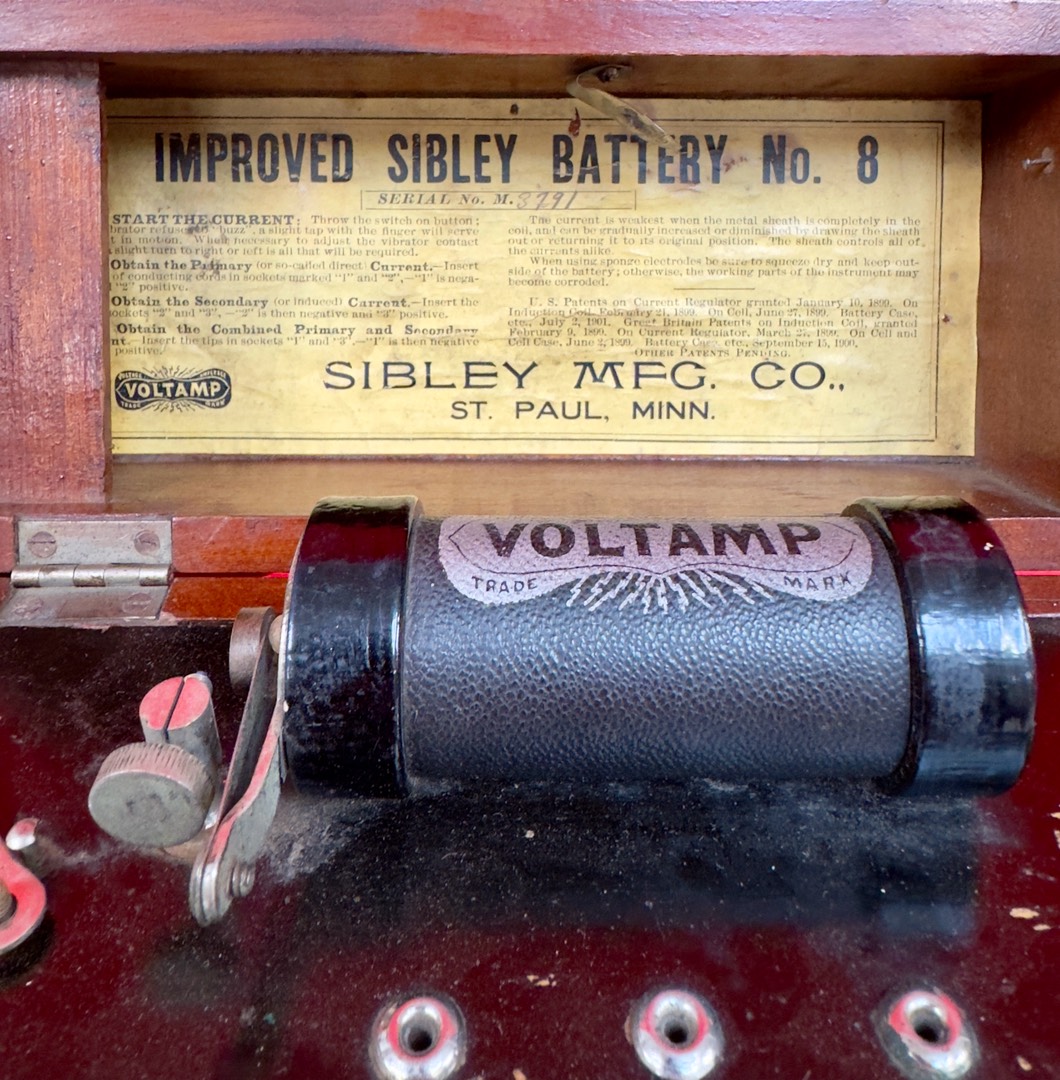 IMPROVED SIBLEY BATTERY No. 8
SERIAL No. M. 8791
START THE CURRENT: Throw the switch on button;
brator refuses to "buzz", a slight tap with the finger will serve
t in motion. When necessary to adjust the vibrator contact
slight turn to right or left is all that will be required.
Obtain the Primary (or so-called direct) Current.—Insert
of conducting cords in sockets marked "1" and "2", —"1" is nega-
"2" positive.
Obtain the Secondary (or induced) Current.—Insert the
ockets "2" and "3", —"2" is then negative and "3" positive.
Obtain the Combined Primary and Secondary
nt.—Insert the tips in sockets "1" and "3",—"1" is then negative
positive.
The current is weakest when the metal sheath is completely in the
coil, and can be gradually increased or diminished by drawing the sheath
out or returning it to its original position. The sheath controls all of
the currents alike.
When using sponge electrodes be sure to squeeze dry and keep out-
side of the battery; otherwise, the working parts of the instrument may
become corroded.
U. S. Patents on Current Regulator granted January 10, 1899. On
Induction Coil, February 21, 1899. On Cell, June 27, 1899. Battery Case,
etc., July 2, 1901. Great Britain Patents on Induction Coil, granted
February 9, 1899. On Current Regulator, March 25, 1899. On Cell and
Cell Case, June 2, 1899. Battery Case, etc., September 15, 1900.
OTHER PATENTS PENDING.
VOLTAMP
TRADE MARK
SIBLEY MFG. CO.,
ST. PAUL, MINN.
VOLTAMP
TRADE MARK